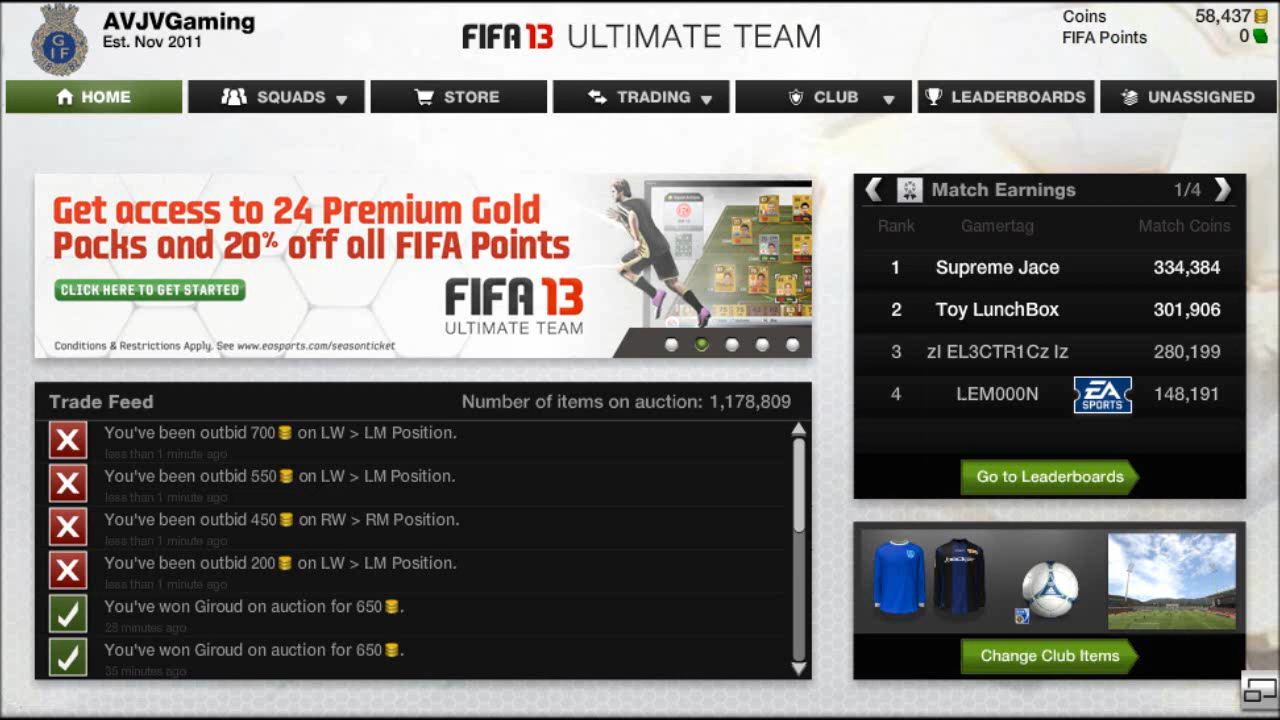 AVJVGaming
Est. Nov 2011
GIF
FIFA 13 ULTIMATE TEAM
Coins 58,437
FIFA Points 0
HOME SQUADS STORE TRADING CLUB LEADERBOARDS UNASSIGNED
Get access to 24 Premium Gold
Packs and 20% off all FIFA Points
CLICK HERE TO GET STARTED
FIFA 13
ULTIMATE TEAM
Conditions & Restrictions Apply. See www.easports.com/seasonticket
Match Earnings 1/4
Rank Gamertag Match Coins
1 Supreme Jace 334,384
2 Toy LunchBox 301,906
3 zI EL3CTR1Cz Iz 280,199
4 LEM000N EA SPORTS 148,191
Go to Leaderboards
Trade Feed Number of items on auction: 1,178,809
You've been outbid 700 on LW > LM Position.
less than 1 minute ago
You've been outbid 550 on LW > LM Position.
less than 1 minute ago
You've been outbid 450 on RW > RM Position.
less than 1 minute ago
You've been outbid 200 on LW > LM Position.
less than 1 minute ago
You've won Giroud on auction for 650.
28 minutes ago
You've won Giroud on auction for 650.
35 minutes ago
Change Club Items